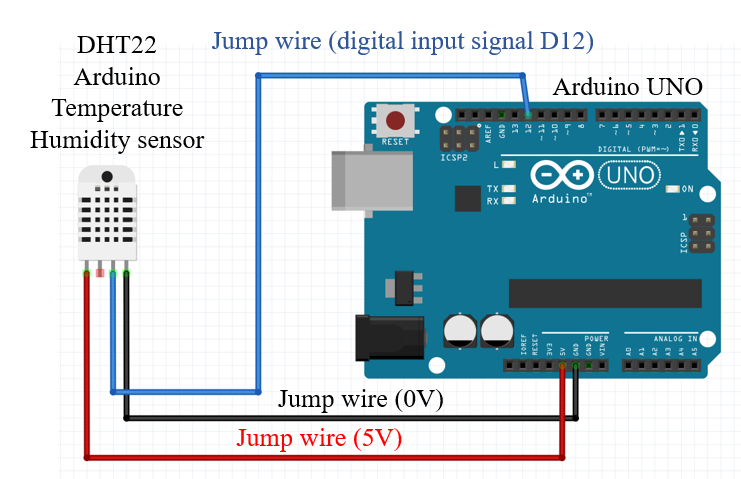 DHT22
Arduino
Temperature
Humidity sensor
Jump wire (digital input signal D12)
Arduino UNO
RESET
ICSP2
AREF
GND
13
12
~11
~10
~9
8
7
~6
~5
4
~3
2
TXD▶1
RXD◀0
DIGITAL (PWM=~)
L
TX
RX
Arduino™
UNO
ON
1
ICSP
POWER
ANALOG IN
IOREF
RESET
3V3
5V
GND
GND
VIN
A0
A1
A2
A3
A4
A5
Jump wire (0V)
Jump wire (5V)